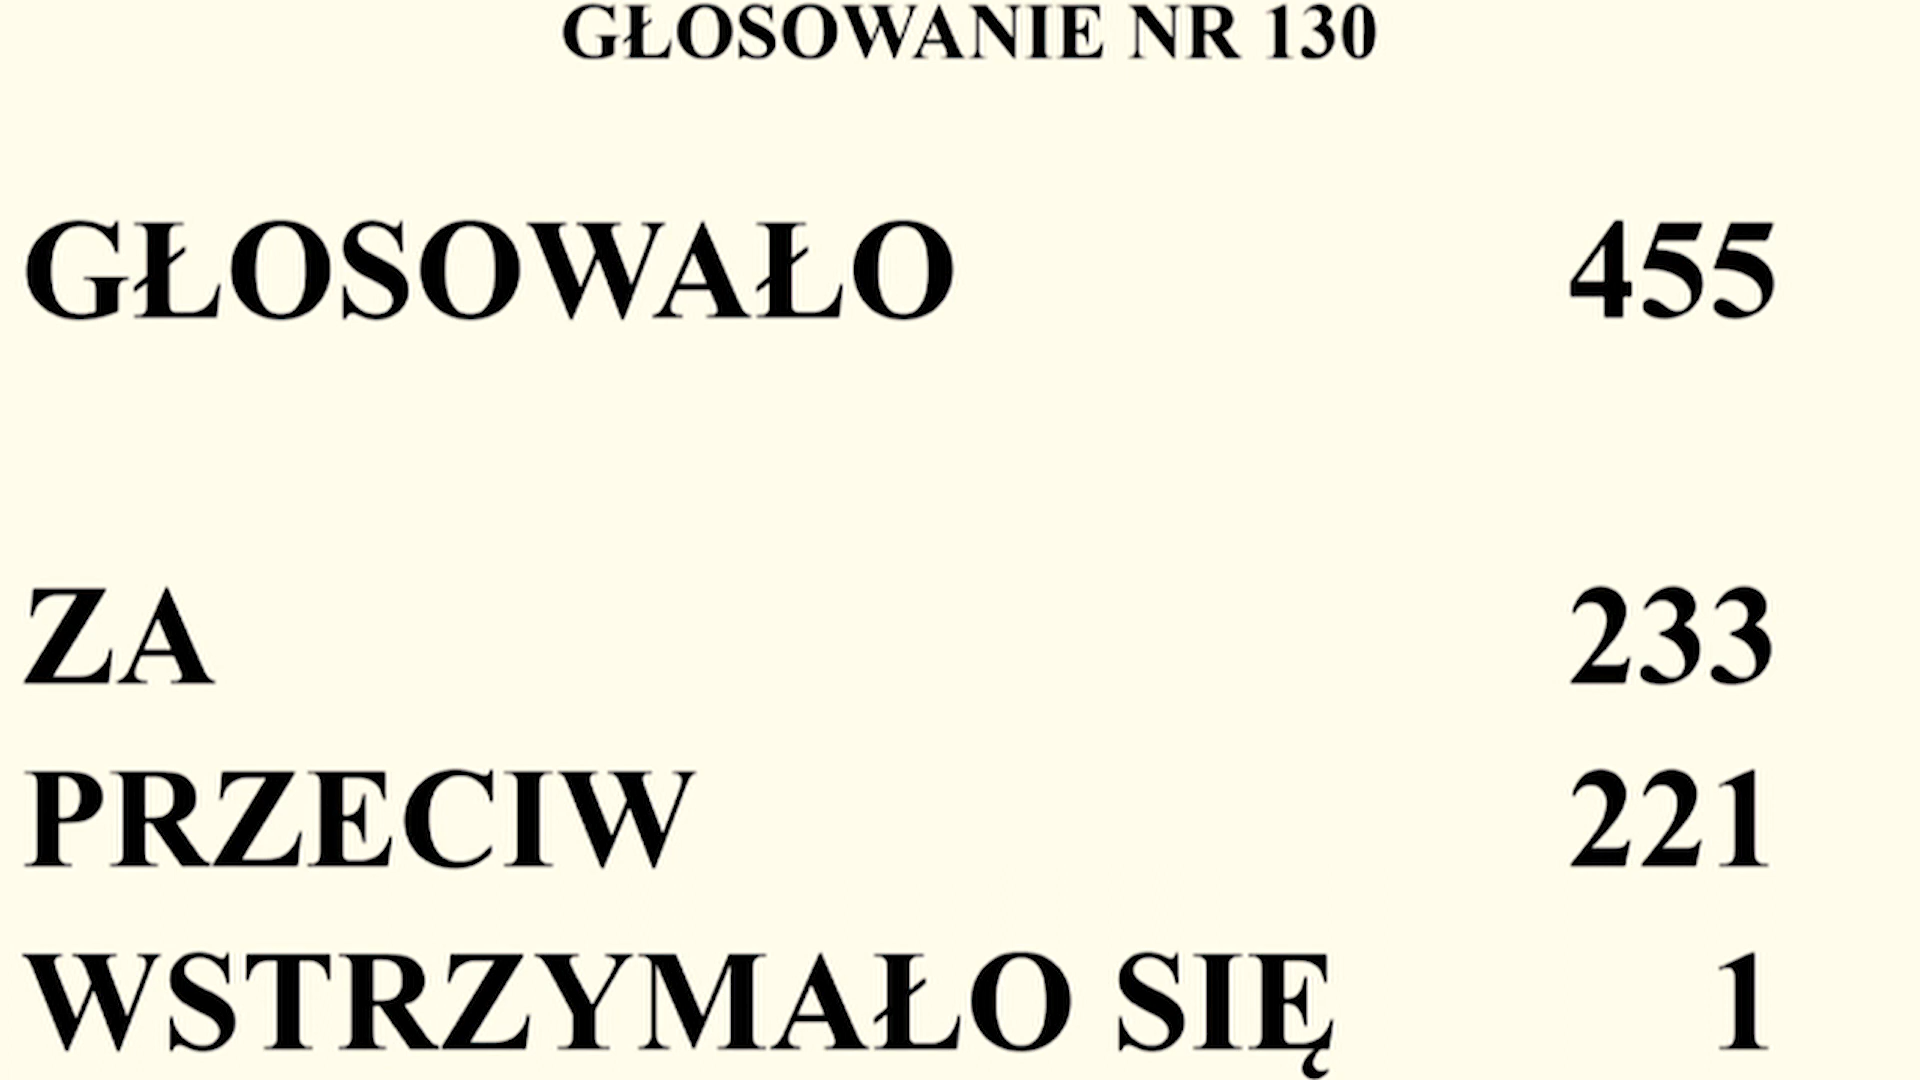 GŁOSOWANIE NR 130
GŁOSOWAŁO 455
ZA 233
PRZECIW 221
WSTRZYMAŁO SIĘ 1